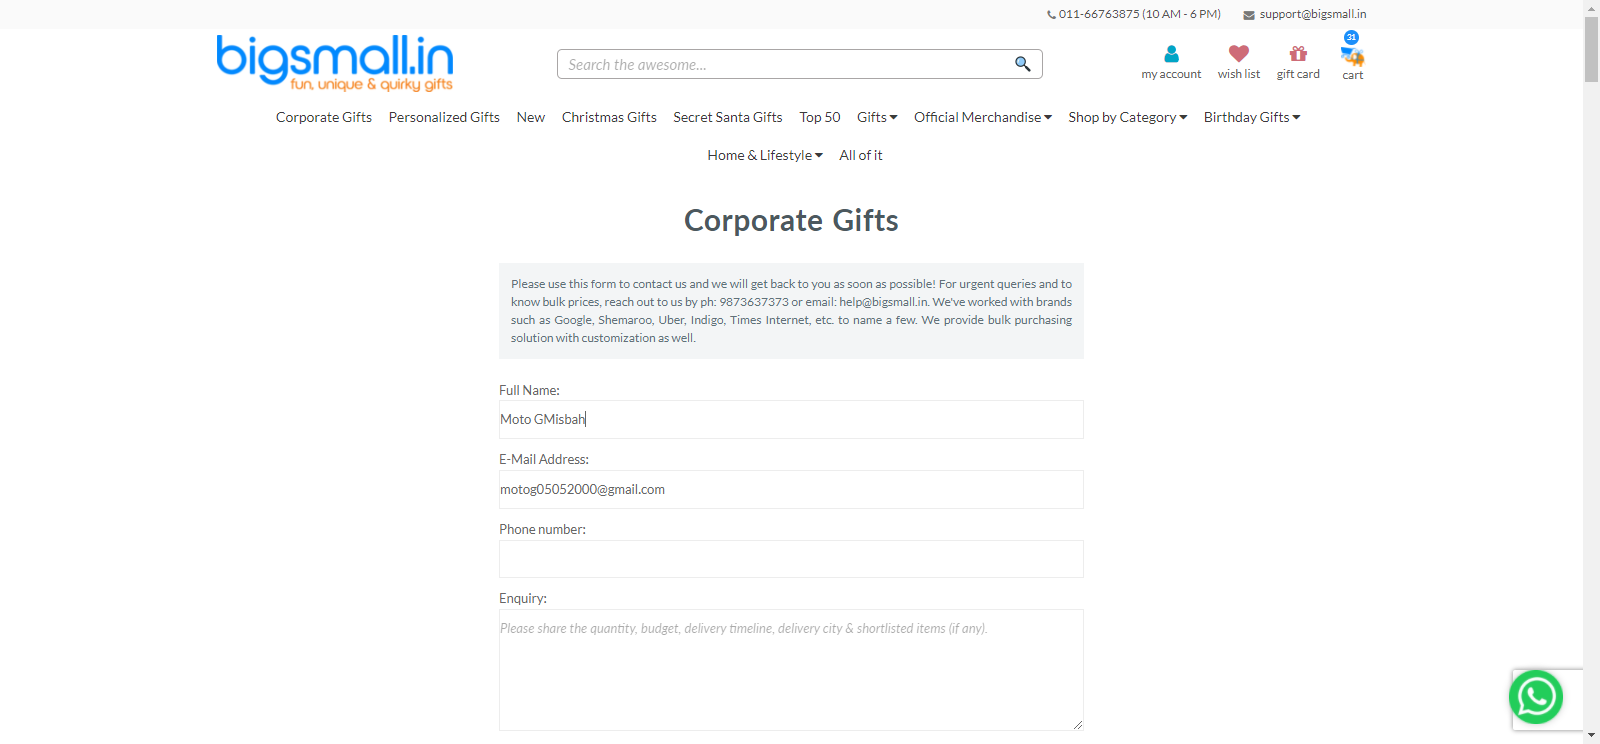 011-66763875 (10 AM - 6 PM) support@bigsmall.in
bigsmall.in
fun, unique & quirky gifts
Search the awesome...
my account wish list gift card 31 cart
Corporate Gifts Personalized Gifts New Christmas Gifts Secret Santa Gifts Top 50 Gifts Official Merchandise Shop by Category Birthday Gifts
Home & Lifestyle All of it
Corporate Gifts
Please use this form to contact us and we will get back to you as soon as possible! For urgent queries and to
know bulk prices, reach out to us by ph: 9873637373 or email: help@bigsmall.in. We've worked with brands
such as Google, Shemaroo, Uber, Indigo, Times Internet, etc. to name a few. We provide bulk purchasing
solution with customization as well.
Full Name:
Moto GMisbah
E-Mail Address:
motog05052000@gmail.com
Phone number:
Enquiry:
Please share the quantity, budget, delivery timeline, delivery city & shortlisted items (if any).